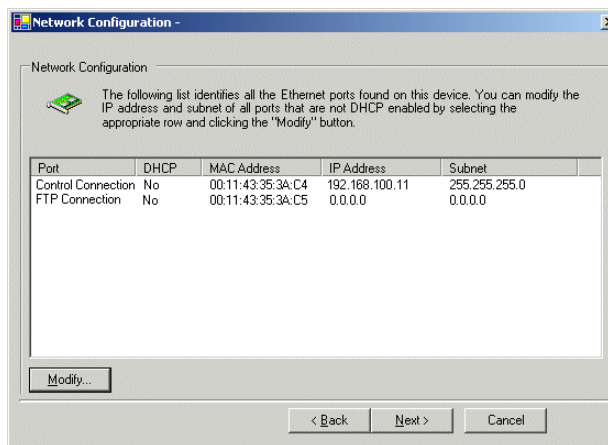 Network Configuration -
Network Configuration
The following list identifies all the Ethernet ports found on this device. You can modify the
IP address and subnet of all ports that are not DHCP enabled by selecting the
appropriate row and clicking the "Modify" button.
Port DHCP MAC Address IP Address Subnet
Control Connection No 00:11:43:35:3A:C4 192.168.100.11 255.255.255.0
FTP Connection No 00:11:43:35:3A:C5 0.0.0.0 0.0.0.0
Modify...
< Back Next > Cancel